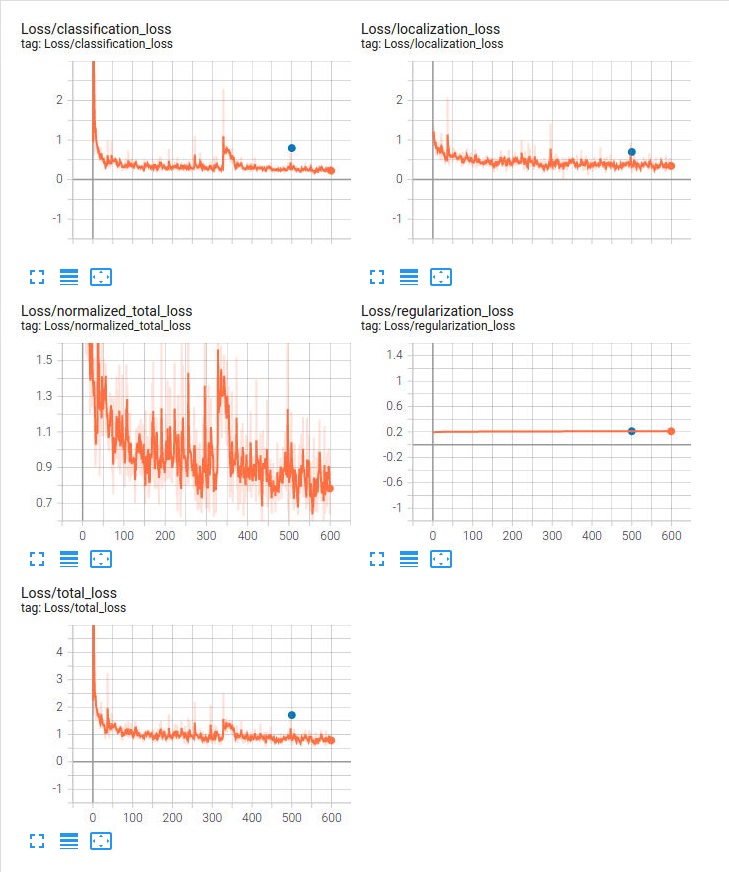 Loss/classification_loss
tag: Loss/classification_loss
2
1
0
-1
Loss/localization_loss
tag: Loss/localization_loss
2
1
0
-1
Loss/normalized_total_loss
tag: Loss/normalized_total_loss
1.5
1.3
1.1
0.9
0.7
0 100 200 300 400 500 600
Loss/regularization_loss
tag: Loss/regularization_loss
1.4
1
0.6
0.2
-0.2
-0.6
-1
0 100 200 300 400 500 600
Loss/total_loss
tag: Loss/total_loss
4
3
2
1
0
-1
0 100 200 300 400 500 600